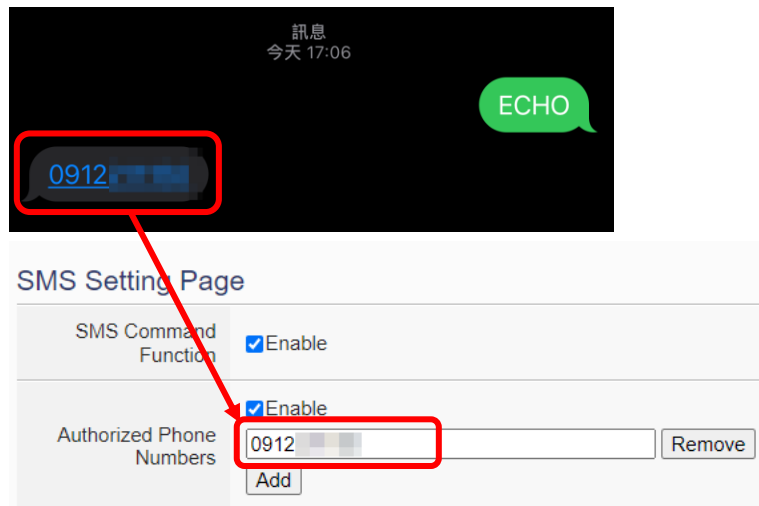 訊息
今天 17:06
ECHO
0912
SMS Setting Page
SMS Command
Function
Enable
Enable
Authorized Phone
Numbers
0912
Remove
Add